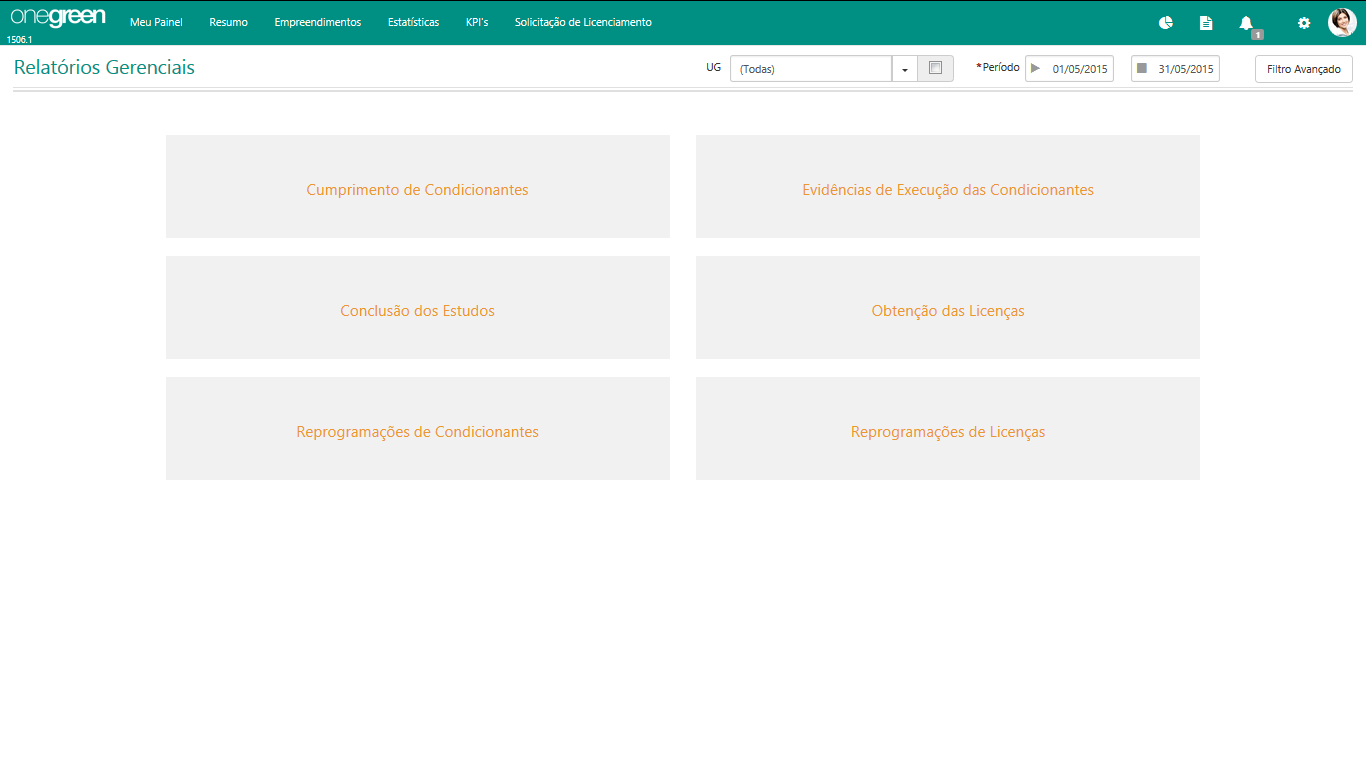 onegreen
Meu Painel Resumo Empreendimentos Estatísticas KPI's Solicitação de Licenciamento
1
1506.1
Relatórios Gerenciais
UG (Todas) *Período 01/05/2015 31/05/2015 Filtro Avançado
Cumprimento de Condicionantes
Evidências de Execução das Condicionantes
Conclusão dos Estudos
Obtenção das Licenças
Reprogramações de Condicionantes
Reprogramações de Licenças